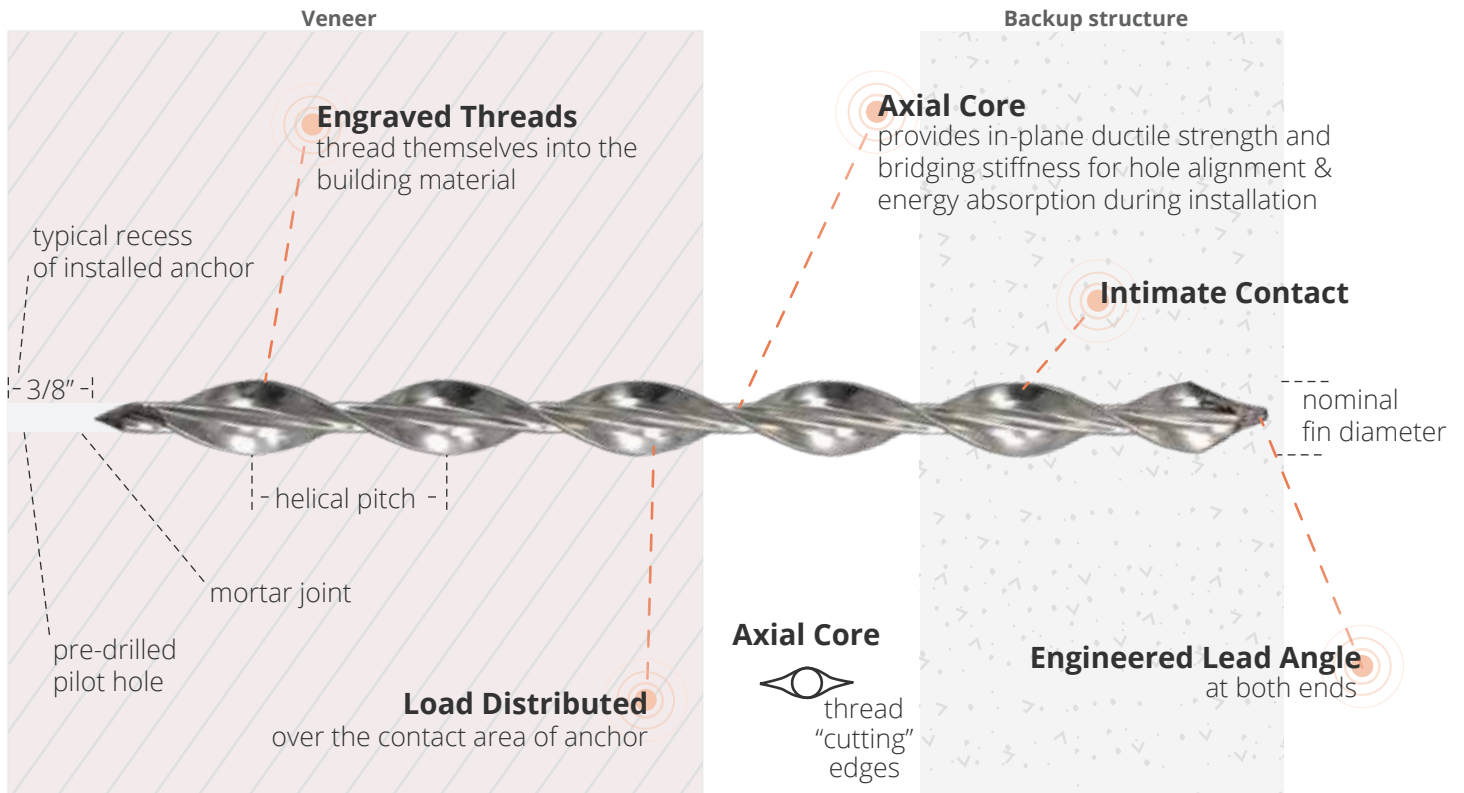 Veneer
Backup structure
Engraved Threads
thread themselves into the
building material
Axial Core
provides in-plane ductile strength and
bridging stiffness for hole alignment &
energy absorption during installation
typical recess
of installed anchor
Intimate Contact
3/8”
nominal
fin diameter
helical pitch
mortar joint
pre-drilled
pilot hole
Load Distributed
over the contact area of anchor
Axial Core
thread
“cutting”
edges
Engineered Lead Angle
at both ends